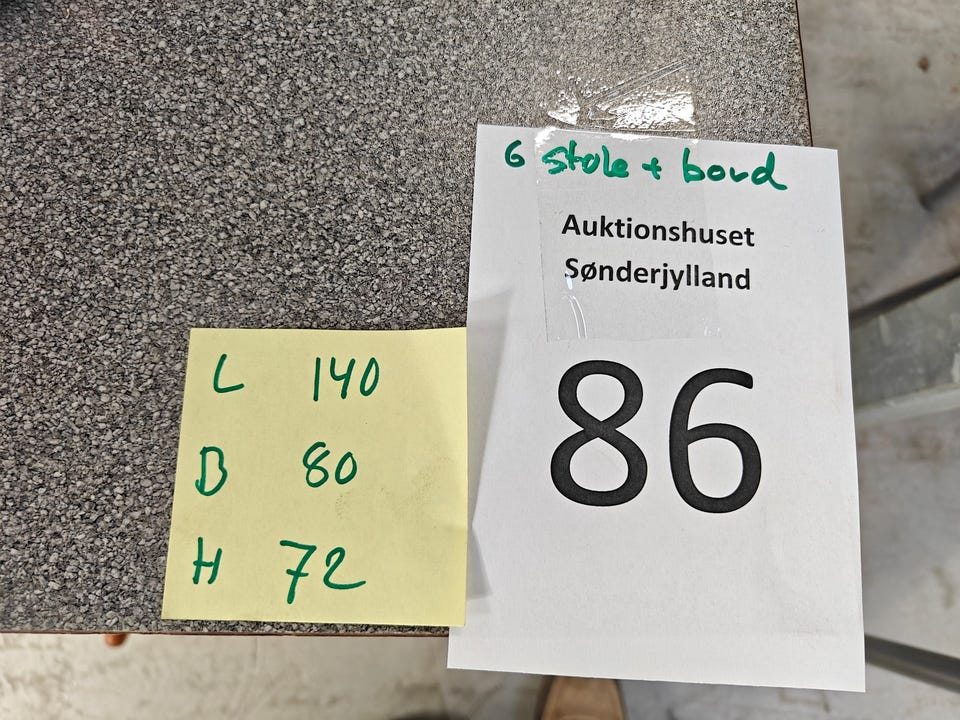 6 stole + bord
Auktionshuset
Sønderjylland
86
L 140
B 80
H 72